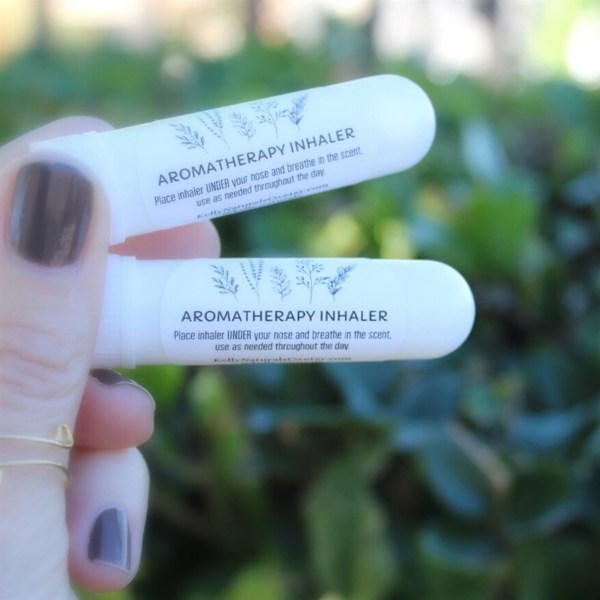 AROMATHERAPY INHALER
Place inhaler UNDER your nose and breathe in the scent,
use as needed throughout the day.
AROMATHERAPY INHALER
Place inhaler UNDER your nose and breathe in the scent,
use as needed throughout the day